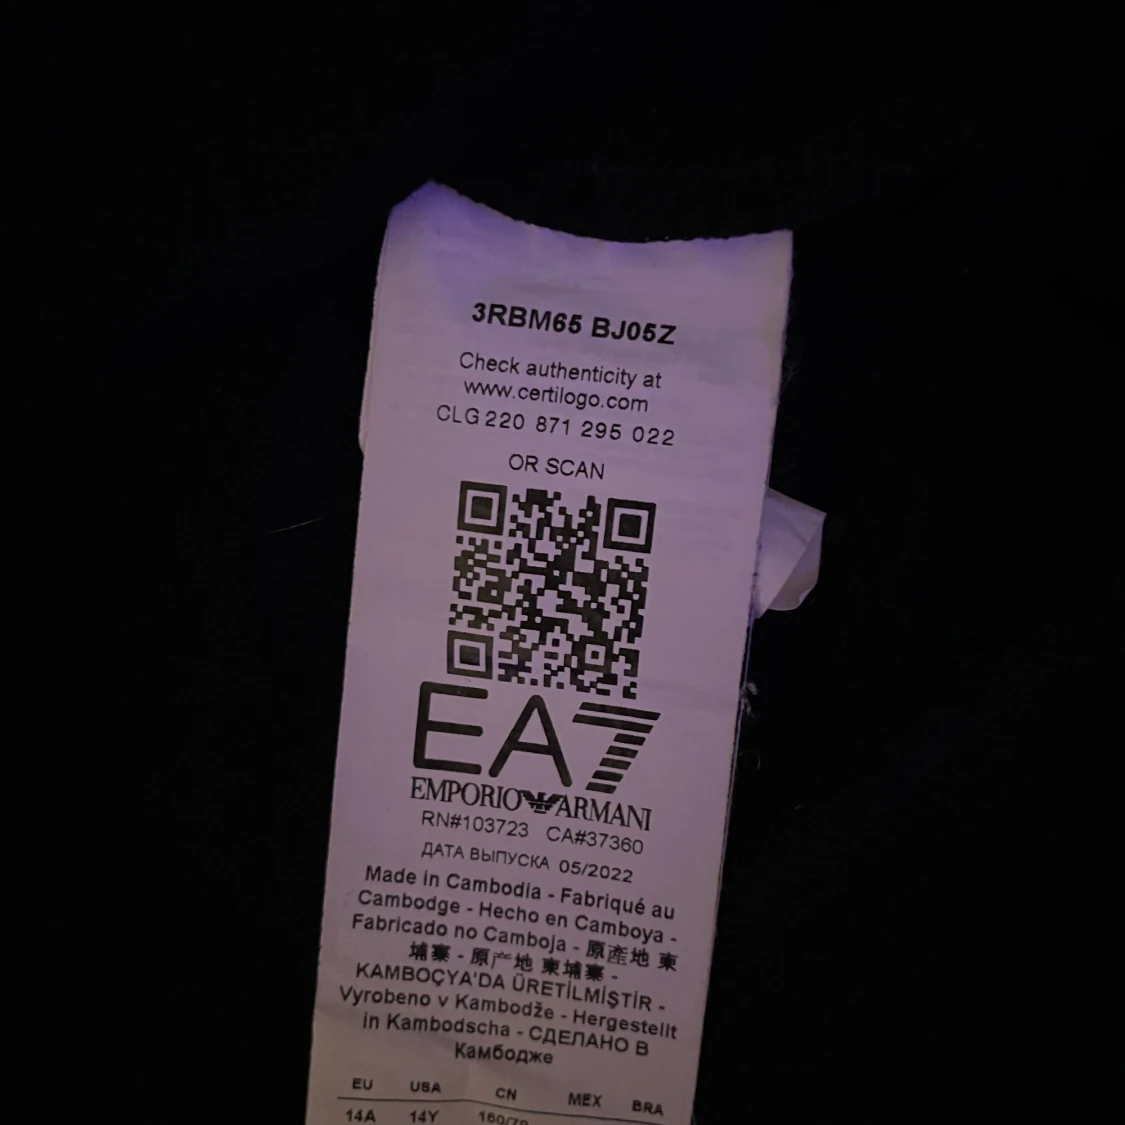 3RBM65 BJ05Z
Check authenticity at
www.certilogo.com
CLG 220 871 295 022
OR SCAN
EA7
EMPORIO ARMANI
RN#103723 CA#37360
ДАТА ВЫПУСКА 05/2022
Made in Cambodia - Fabriqué au
Cambodge - Hecho en Camboya -
Fabricado no Camboja - 原產地 柬
埔寨 - 原产地 柬埔寨 -
KAMBOÇYA'DA ÜRETİLMİŞTİR -
Vyrobeno v Kambodže - Hergestellt
in Kambodscha - СДЕЛАНО В
Камбодже
EU USA CN MEX BRA
14A 14Y